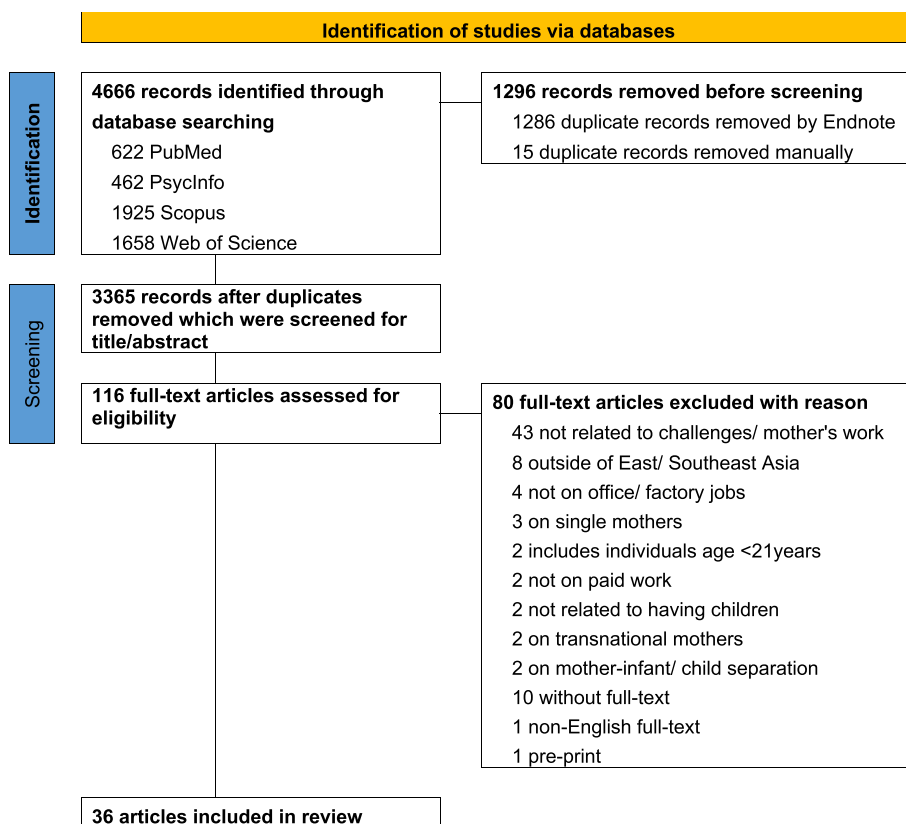 Identification of studies via databases
Identification
4666 records identified through
database searching
622 PubMed
462 PsycInfo
1925 Scopus
1658 Web of Science
1296 records removed before screening
1286 duplicate records removed by Endnote
15 duplicate records removed manually
Screening
3365 records after duplicates
removed which were screened for
title/abstract
116 full-text articles assessed for
eligibility
80 full-text articles excluded with reason
43 not related to challenges/ mother's work
8 outside of East/ Southeast Asia
4 not on office/ factory jobs
3 on single mothers
2 includes individuals age <21years
2 not on paid work
2 not related to having children
2 on transnational mothers
2 on mother-infant/ child separation
10 without full-text
1 non-English full-text
1 pre-print
36 articles included in review